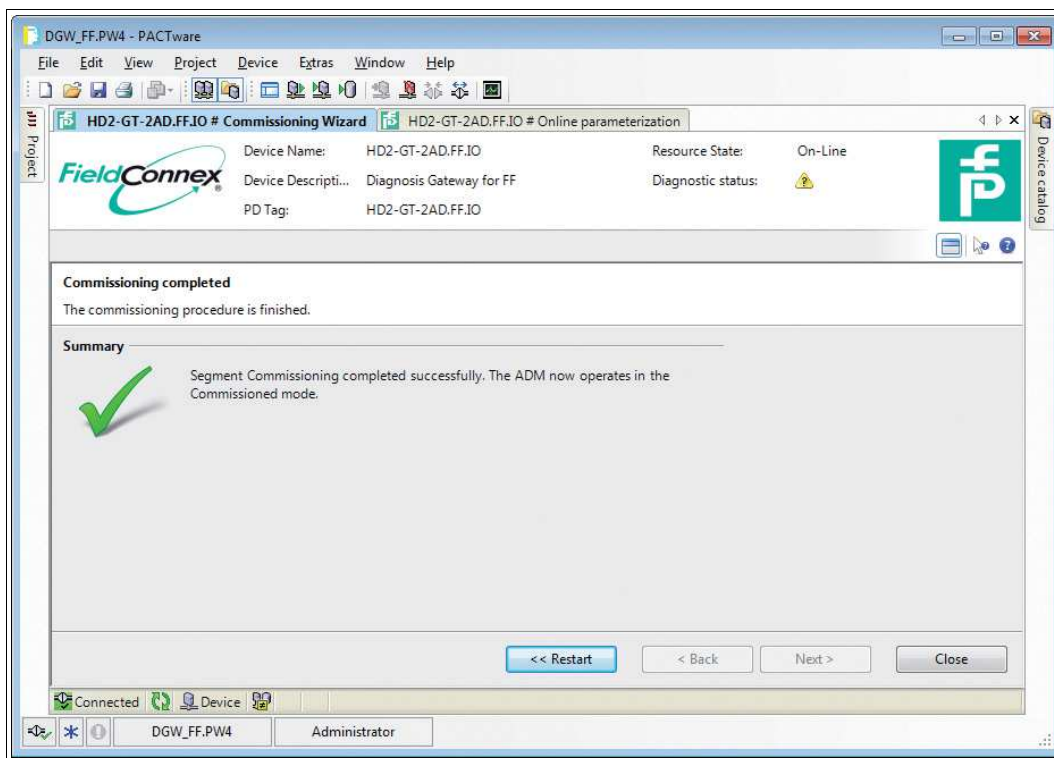 DGW_FF.PW4 - PACTware
File Edit View Project Device Extras Window Help
Project
HD2-GT-2AD.FF.IO # Commissioning Wizard HD2-GT-2AD.FF.IO # Online parameterization
Device catalog
FieldConnex®
Device Name: HD2-GT-2AD.FF.IO Resource State: On-Line
Device Descripti... Diagnosis Gateway for FF Diagnostic status:
PD Tag: HD2-GT-2AD.FF.IO
Commissioning completed
The commissioning procedure is finished.
Summary
Segment Commissioning completed successfully. The ADM now operates in the
Commissioned mode.
<< Restart < Back Next > Close
Connected Device
DGW_FF.PW4 Administrator